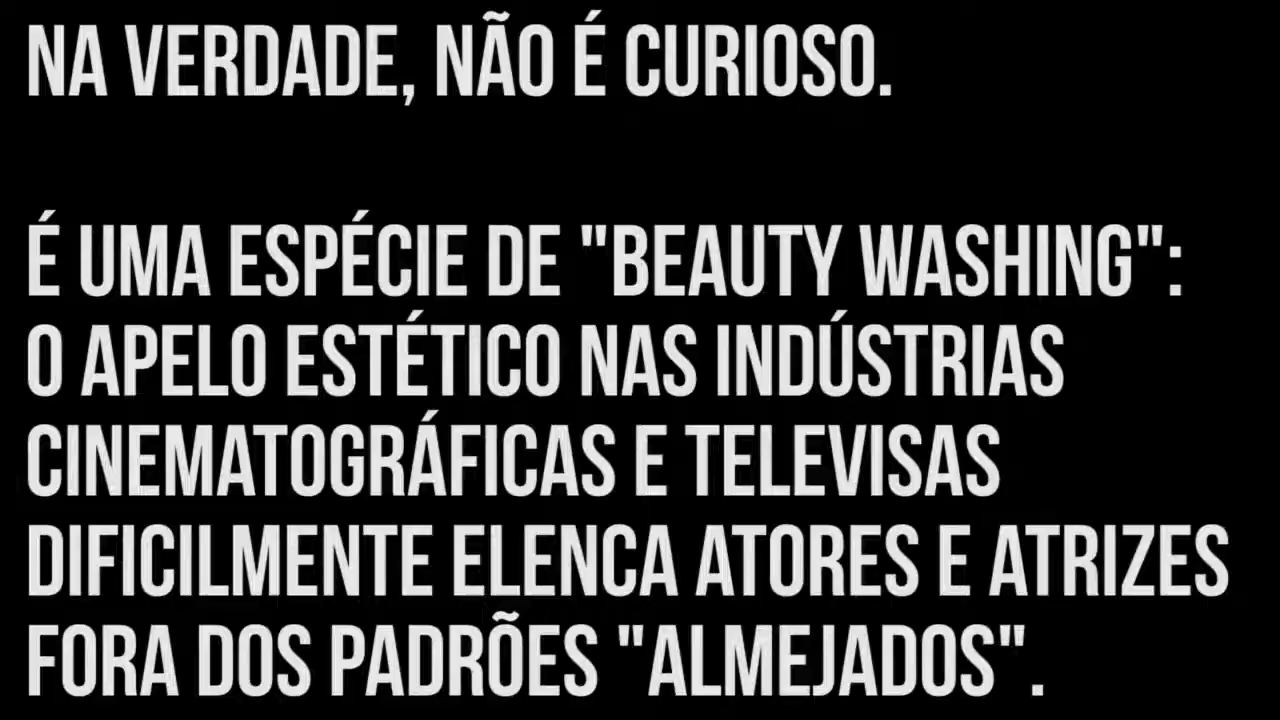 NA VERDADE, NÃO É CURIOSO.
É UMA ESPÉCIE DE "BEAUTY WASHING":
O APELO ESTÉTICO NAS INDÚSTRIAS
CINEMATOGRÁFICAS E TELEVISAS
DIFICILMENTE ELENCA ATORES E ATRIZES
FORA DOS PADRÕES "ALMEJADOS".